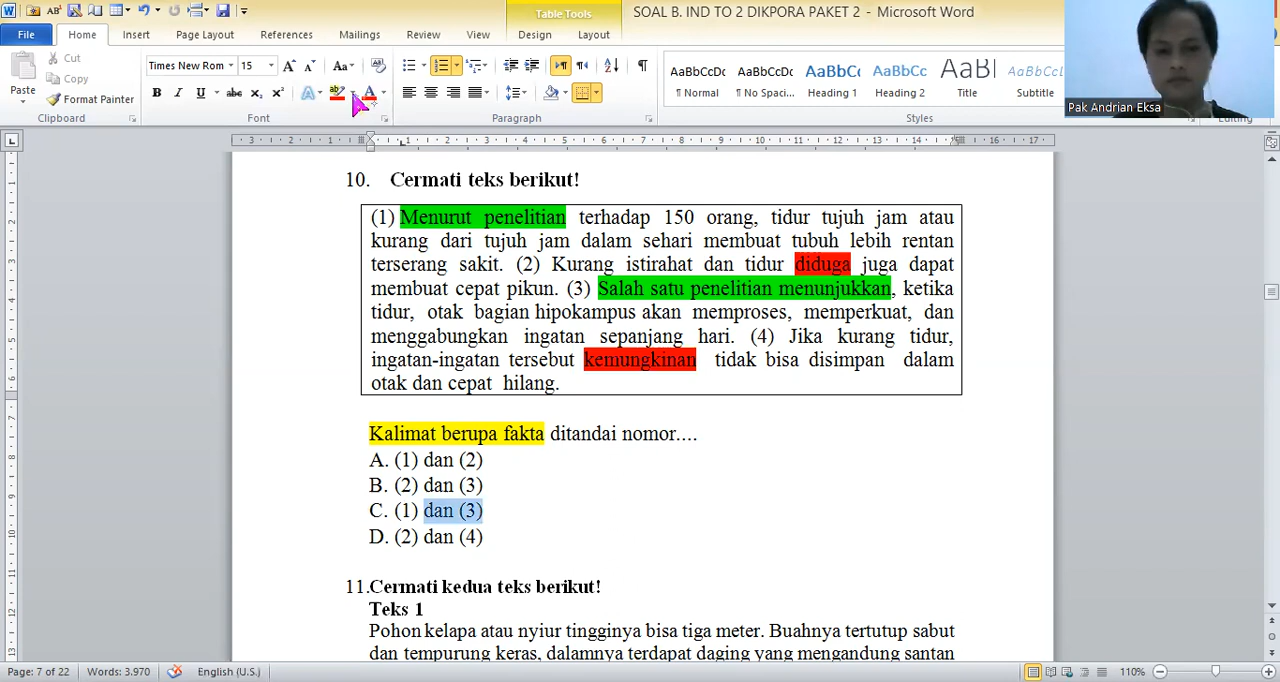 Table Tools
SOAL B. IND TO 2 DIKPORA PAKET 2 - Microsoft Word
File Home Insert Page Layout References Mailings Review View Design Layout
Paste
Cut
Copy
Format Painter
Clipboard
Times New Rom 15
Font
Paragraph
AaBbCcDc AaBbCcDc AaBbC( AaBbCc AaB| AaBbCcl
¶ Normal ¶ No Spaci... Heading 1 Heading 2 Title Subtitle
Styles
Editing
Pak Andrian Eksa
10. Cermati teks berikut!
(1) Menurut penelitian terhadap 150 orang, tidur tujuh jam atau
kurang dari tujuh jam dalam sehari membuat tubuh lebih rentan
terserang sakit. (2) Kurang istirahat dan tidur diduga juga dapat
membuat cepat pikun. (3) Salah satu penelitian menunjukkan, ketika
tidur, otak bagian hipokampus akan memproses, memperkuat, dan
menggabungkan ingatan sepanjang hari. (4) Jika kurang tidur,
ingatan-ingatan tersebut kemungkinan tidak bisa disimpan dalam
otak dan cepat hilang.
Kalimat berupa fakta ditandai nomor....
A. (1) dan (2)
B. (2) dan (3)
C. (1) dan (3)
D. (2) dan (4)
11.Cermati kedua teks berikut!
Teks 1
Pohon kelapa atau nyiur tingginya bisa tiga meter. Buahnya tertutup sabut
dan tempurung keras, dalamnya terdapat daging yang mengandung santan
Page: 7 of 22 Words: 3.970 English (U.S.) 110%